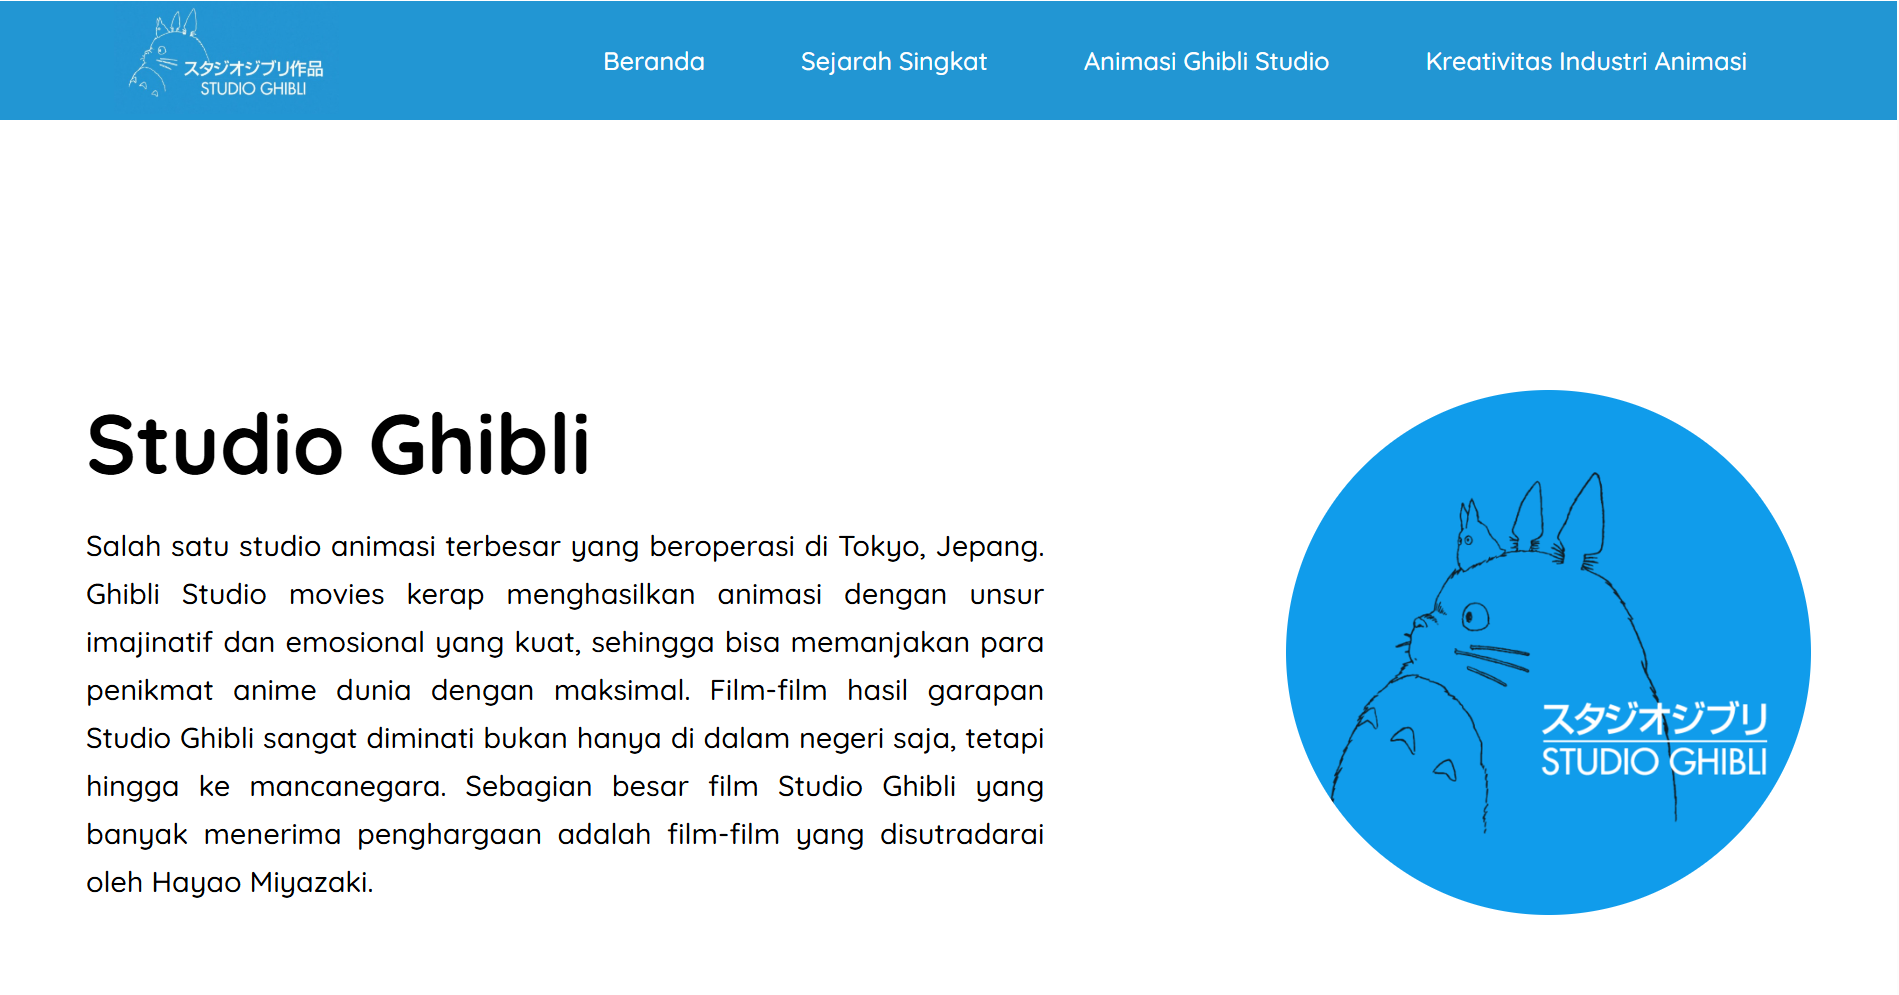 スタジオジブリ作品
STUDIO GHIBLI
Beranda
Sejarah Singkat
Animasi Ghibli Studio
Kreativitas Industri Animasi
Studio Ghibli
Salah satu studio animasi terbesar yang beroperasi di Tokyo, Jepang.
Ghibli Studio movies kerap menghasilkan animasi dengan unsur
imajinatif dan emosional yang kuat, sehingga bisa memanjakan para
penikmat anime dunia dengan maksimal. Film-film hasil garapan
Studio Ghibli sangat diminati bukan hanya di dalam negeri saja, tetapi
hingga ke mancanegara. Sebagian besar film Studio Ghibli yang
banyak menerima penghargaan adalah film-film yang disutradarai
oleh Hayao Miyazaki.
スタジオジブリ
STUDIO GHIBLI